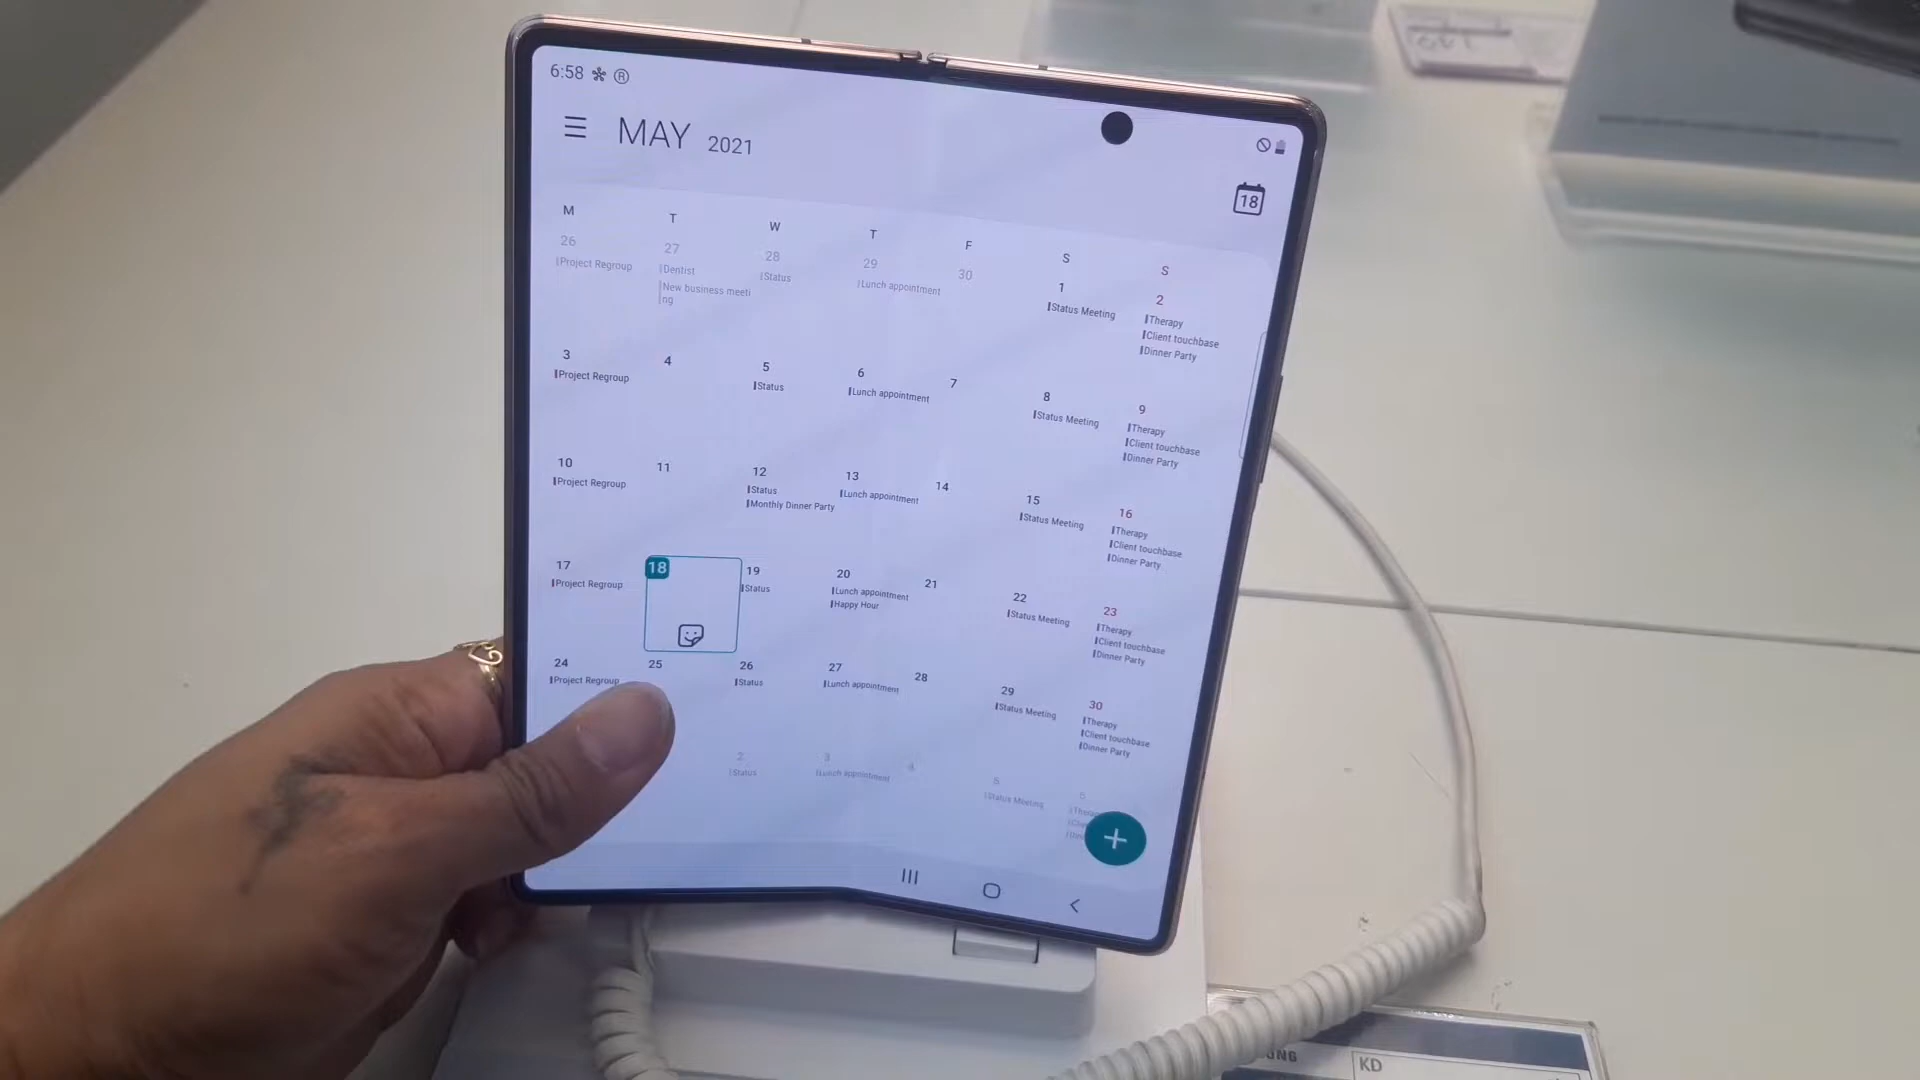 6:58 ®
MAY 2021
18
M T W T F S S
26 27 28 29 30 1 2
Project Regroup
Dentist
New business meeti
ng
Status
Lunch appointment
Status Meeting
Therapy
Client touchbase
Dinner Party
3 4 5 6 7 8 9
Project Regroup
Status
Lunch appointment
Status Meeting
Therapy
Client touchbase
Dinner Party
10 11 12 13 14 15 16
Project Regroup
Status
Monthly Dinner Party
Lunch appointment
Status Meeting
Therapy
Client touchbase
Dinner Party
17 18 19 20 21 22 23
Project Regroup
Status
Lunch appointment
Happy Hour
Status Meeting
Therapy
Client touchbase
Dinner Party
24 25 26 27 28 29 30
Project Regroup
Status
Lunch appointment
Status Meeting
Therapy
Client touchbase
Dinner Party
2 3 4 5 6
Status
Lunch appointment
Status Meeting
KD